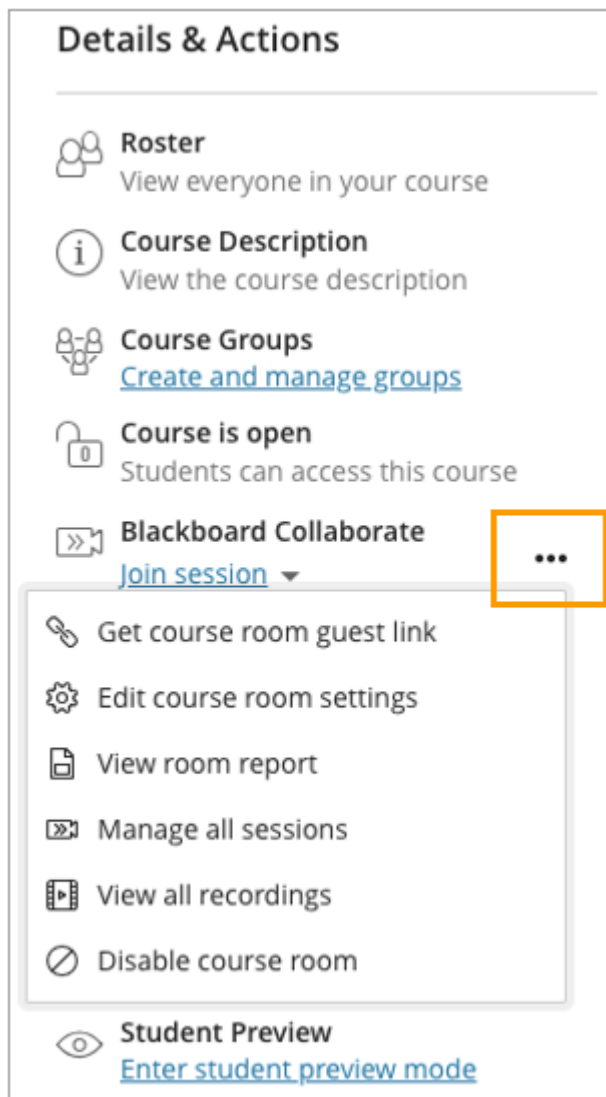 Details & Actions
Roster
View everyone in your course
Course Description
View the course description
Course Groups
Create and manage groups
Course is open
Students can access this course
Blackboard Collaborate
•••
Join session
Get course room guest link
Edit course room settings
View room report
Manage all sessions
View all recordings
Disable course room
Student Preview
Enter student preview mode